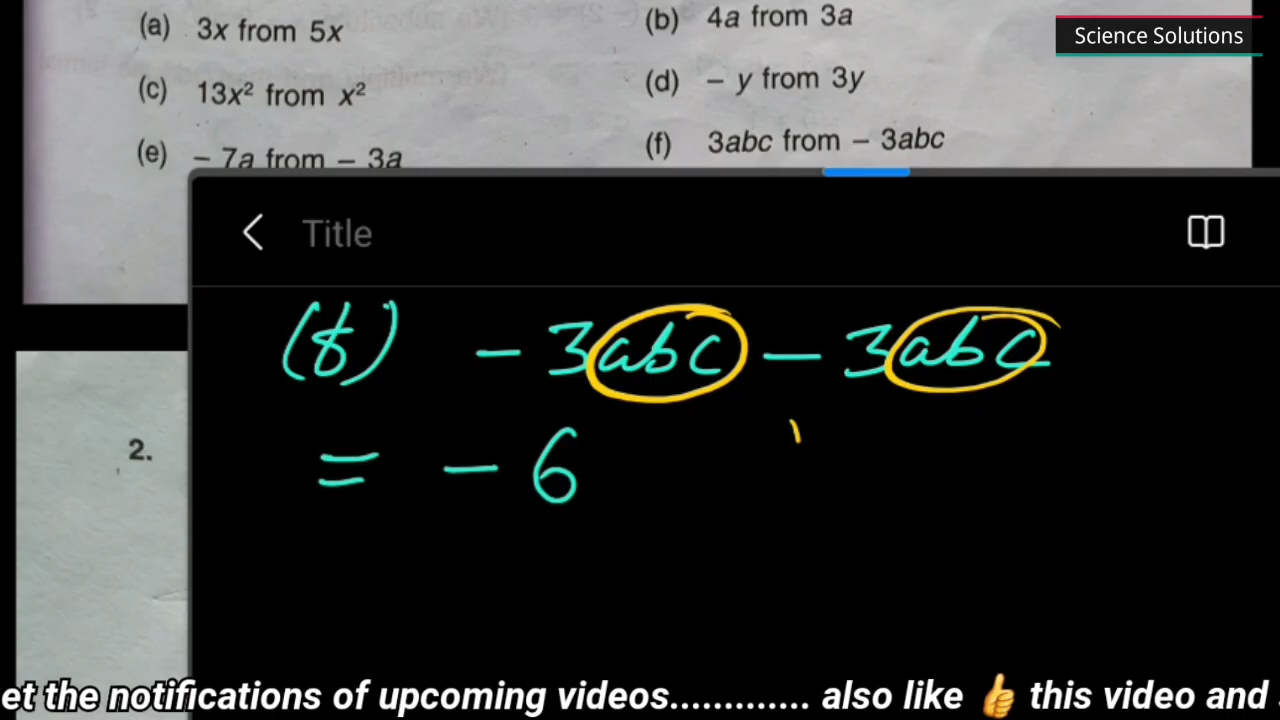 (a) 3x from 5x
(b) 4a from 3a
Science Solutions
(c) 13x² from x²
(d) – y from 3y
(e) – 7a from – 3a
(f) 3abc from – 3abc
Title
(f) – 3abc – 3abc
= – 6
2.
et the notifications of upcoming videos............. also like 👍 this video and